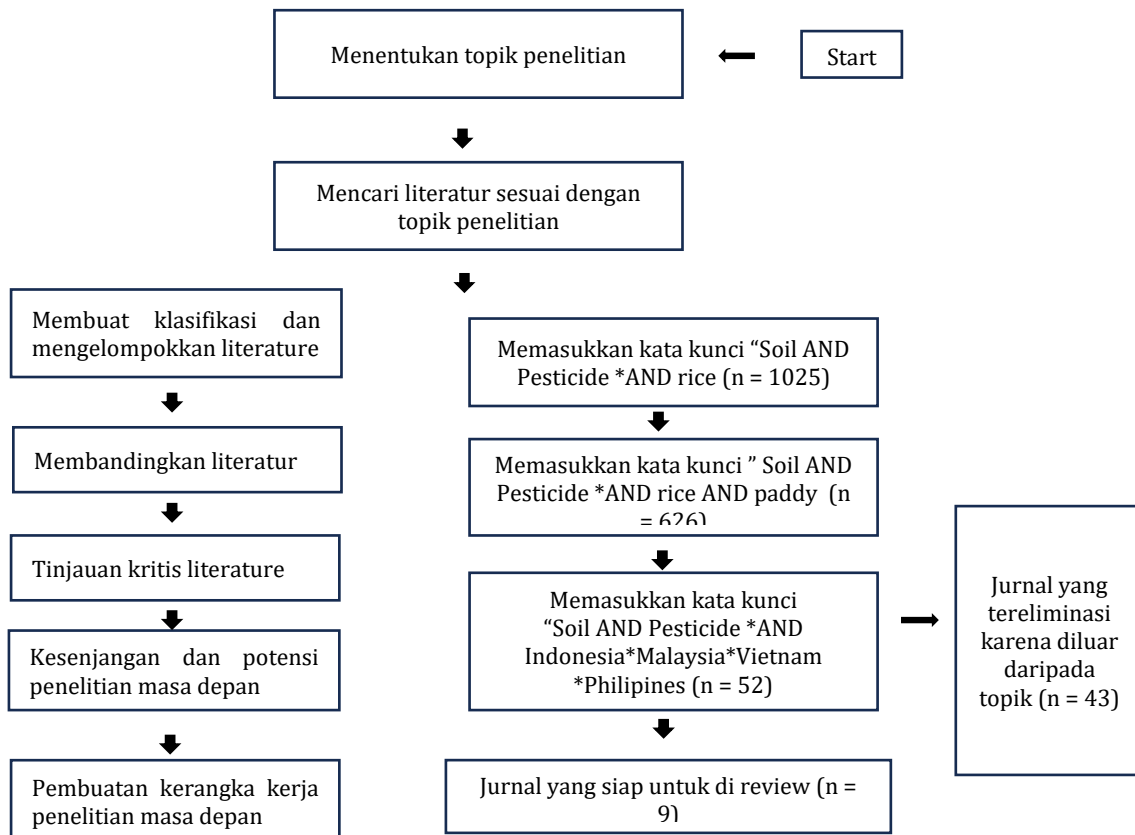 Menentukan topik penelitian
Start
Mencari literatur sesuai dengan
topik penelitian
Membuat klasifikasi dan
mengelompokkan literature
Membandingkan literatur
Tinjauan kritis literature
Kesenjangan dan potensi
penelitian masa depan
Pembuatan kerangka kerja
penelitian masa depan
Memasukkan kata kunci “Soil AND
Pesticide *AND rice (n = 1025)
Memasukkan kata kunci ” Soil AND
Pesticide *AND rice AND paddy (n
= 626)
Memasukkan kata kunci
“Soil AND Pesticide *AND
Indonesia*Malaysia*Vietnam
*Philipines (n = 52)
Jurnal yang siap untuk di review (n =
9)
Jurnal yang
tereliminasi
karena diluar
daripada
topik (n = 43)